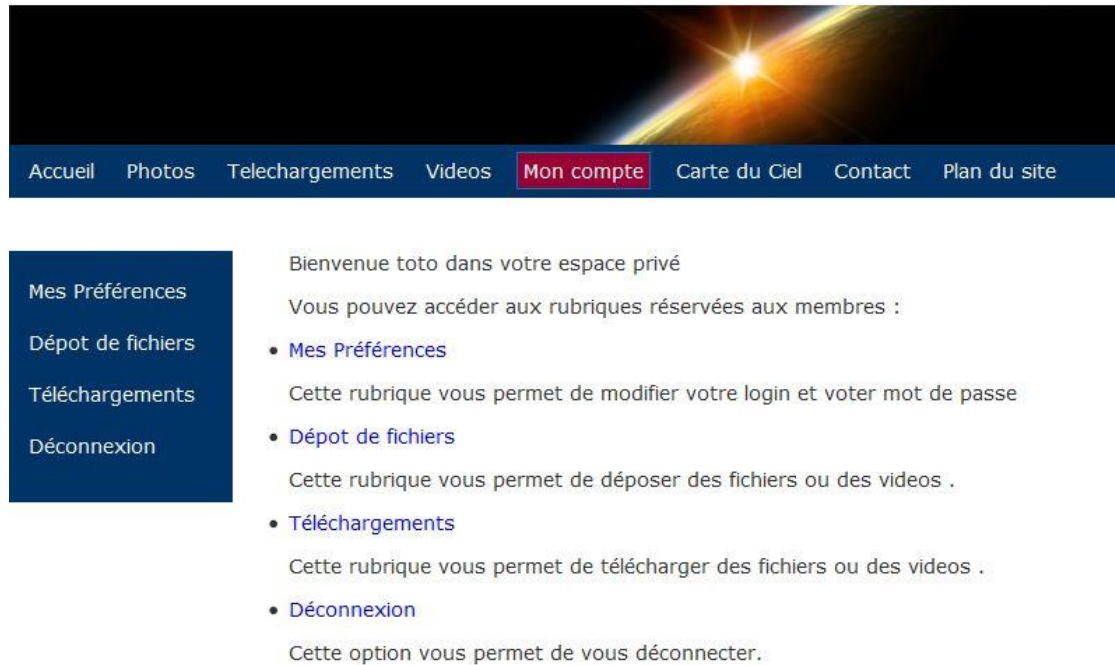 Accueil Photos Telechargements Videos Mon compte Carte du Ciel Contact Plan du site
Mes Préférences
Dépot de fichiers
Téléchargements
Déconnexion
Bienvenue toto dans votre espace privé
Vous pouvez accéder aux rubriques réservées aux membres :
• Mes Préférences
Cette rubrique vous permet de modifier votre login et voter mot de passe
• Dépot de fichiers
Cette rubrique vous permet de déposer des fichiers ou des videos .
• Téléchargements
Cette rubrique vous permet de télécharger des fichiers ou des videos .
• Déconnexion
Cette option vous permet de vous déconnecter.